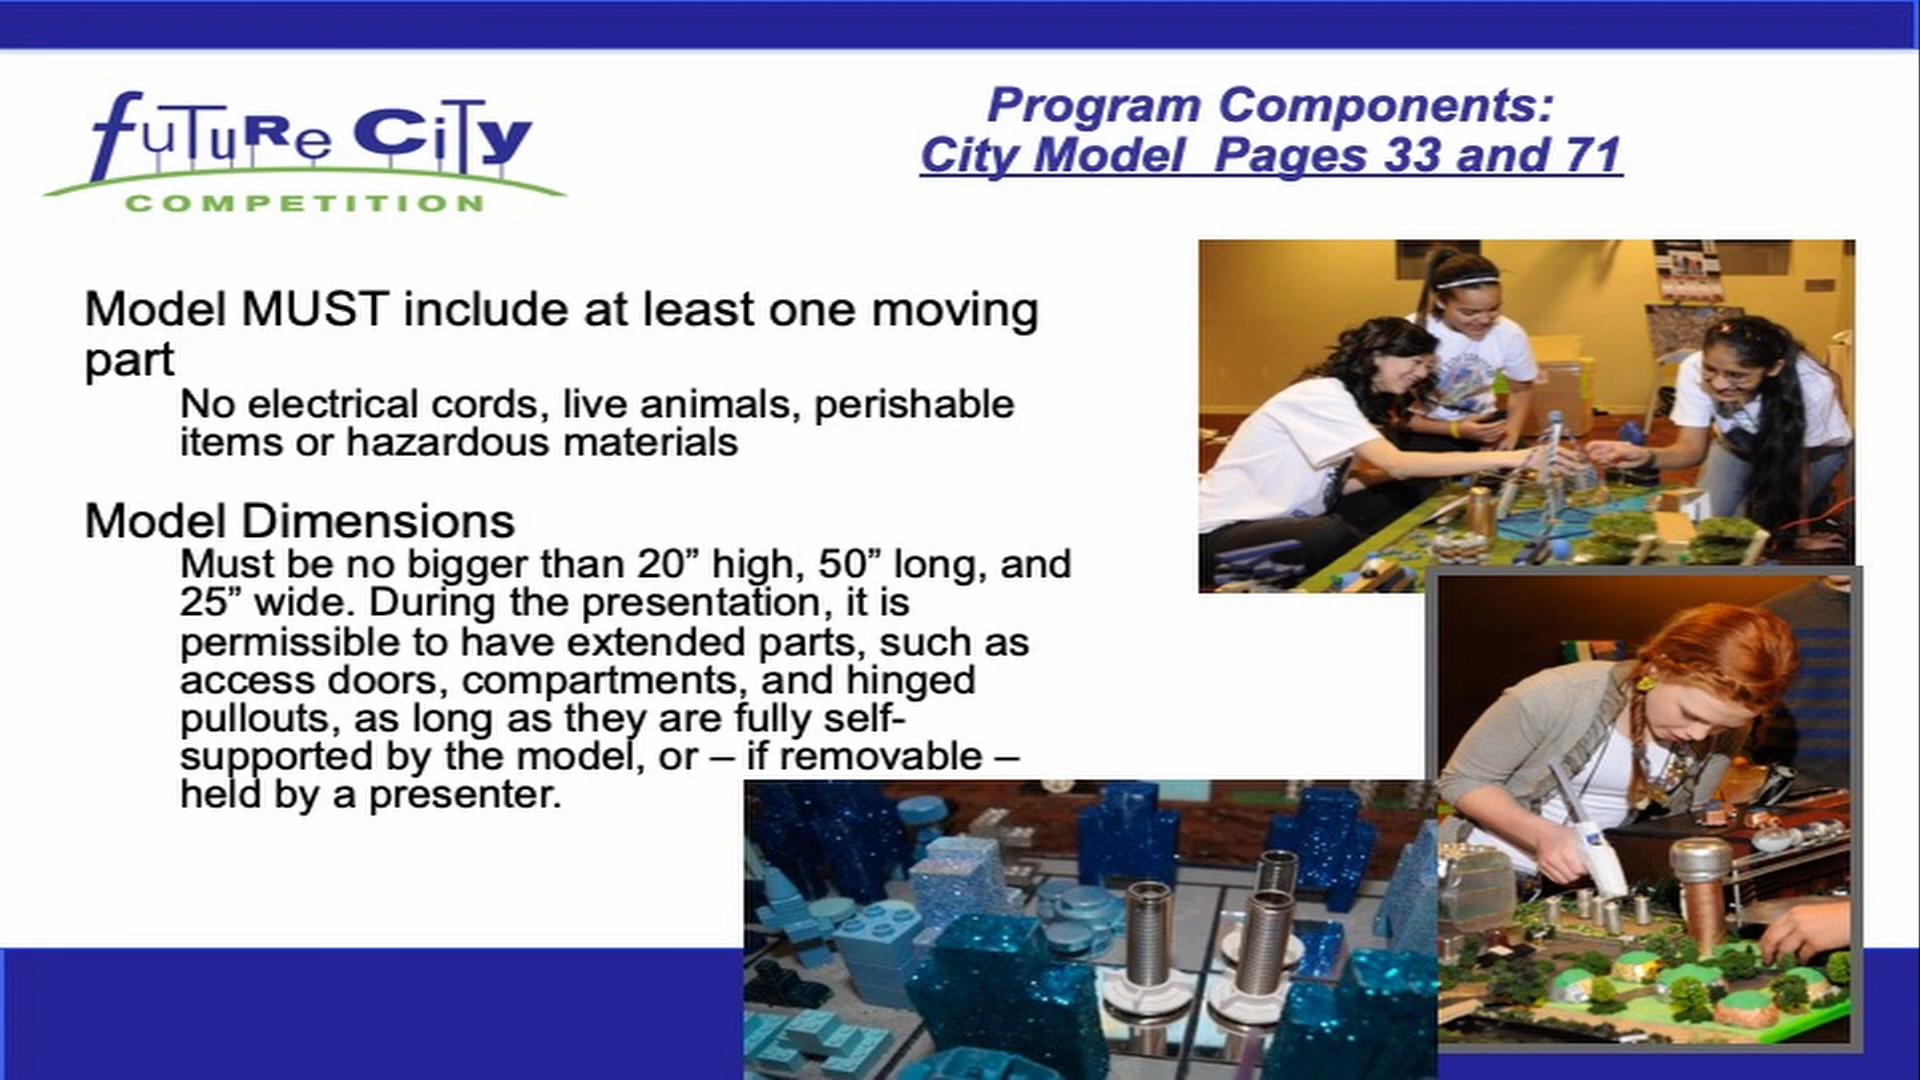 fuTuRe CiTy
COMPETITION
Program Components:
City Model  Pages 33 and 71
Model MUST include at least one moving
part
No electrical cords, live animals, perishable
items or hazardous materials
Model Dimensions
Must be no bigger than 20” high, 50” long, and
25” wide. During the presentation, it is
permissible to have extended parts, such as
access doors, compartments, and hinged
pullouts, as long as they are fully self-
supported by the model, or – if removable –
held by a presenter.